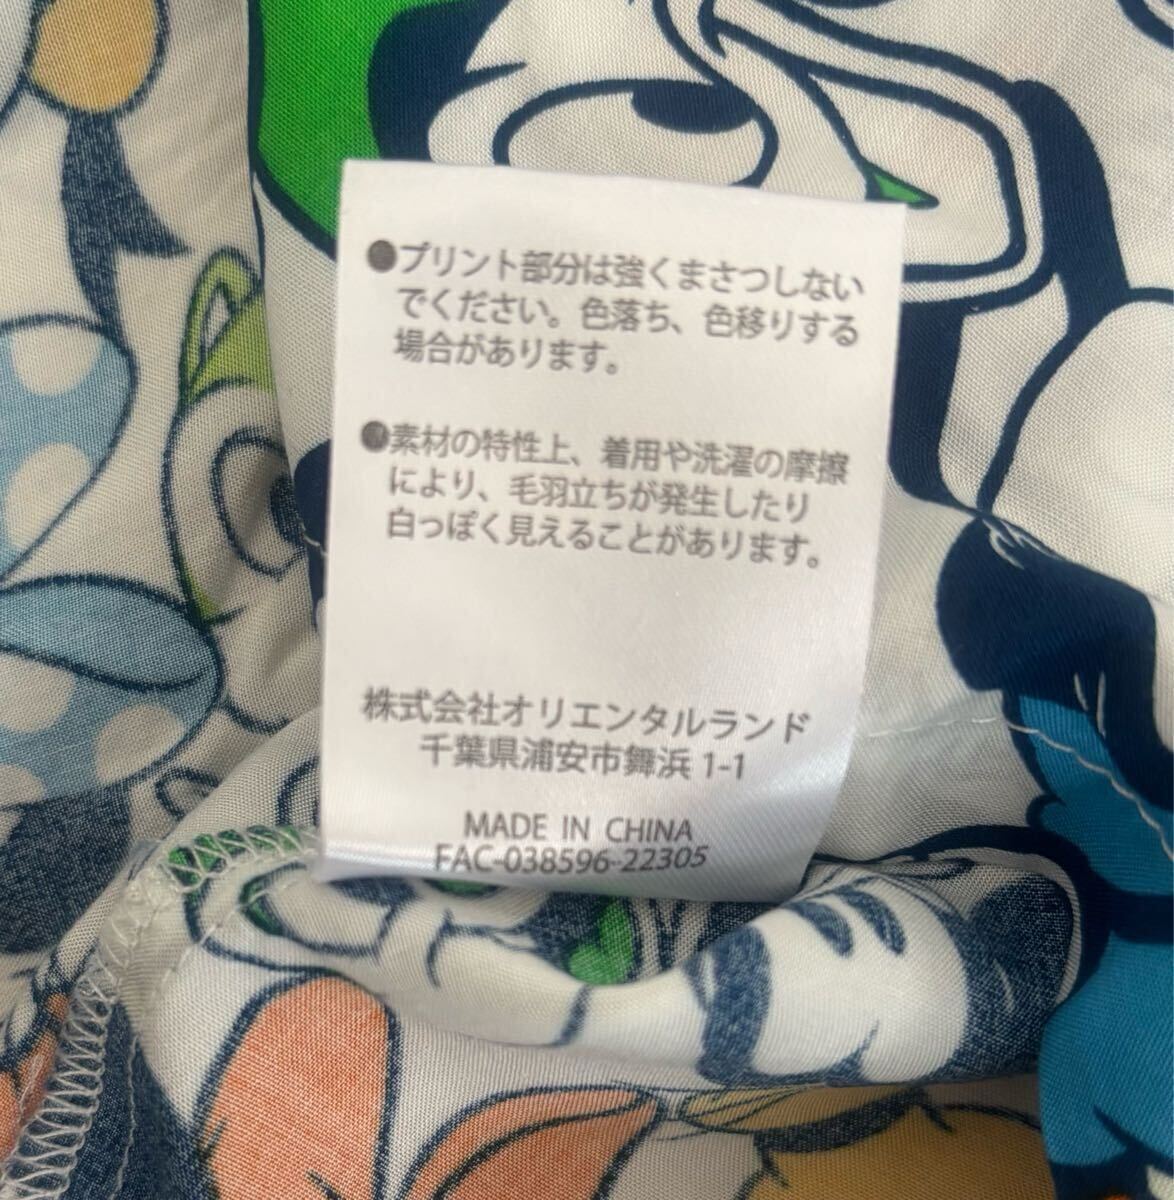 ●プリント部分は強くまさつしない
でください。色落ち、色移りする
場合があります。
●素材の特性上、着用や洗濯の摩擦
により、毛羽立ちが発生したり
白っぽく見えることがあります。
株式会社オリエンタルランド
千葉県浦安市舞浜 1-1
MADE IN CHINA
FAC-038596-22305